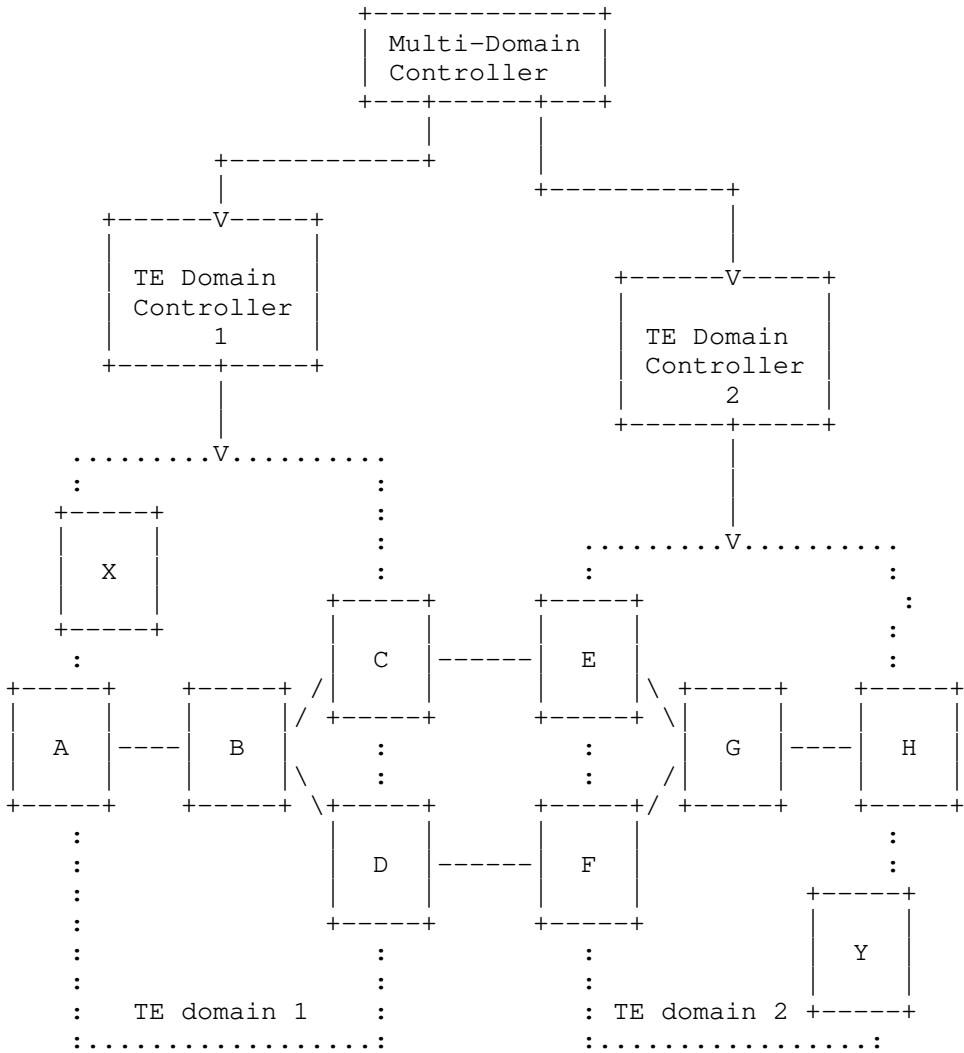 Multi-Domain
Controller
TE Domain
Controller
1
TE Domain
Controller
2
X
C
E
A
B
G
H
D
F
Y
TE domain 1
TE domain 2